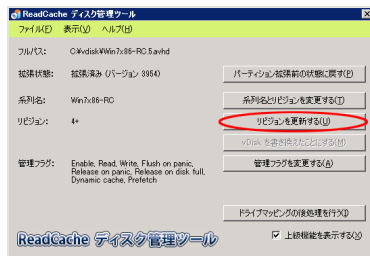 ReadCache ディスク管理ツール
ファイル(F) 表示(V) ヘルプ(H)
フルパス: C:¥vdisk¥Win7x86-RC.5.avhd
拡張状態: 拡張済み (バージョン 3954) パーティション拡張前の状態に戻す(P)
系列名: Win7x86-RC 系列名とリビジョンを変更する(T)
リビジョン: 4+ リビジョンを更新する(U)
vDisk を書き換えたことにする(M)
管理フラグ: Enable, Read, Write, Flush on panic, 管理フラグを変更する(A)
Release on panic, Release on disk full,
Dynamic cache, Prefetch
ドライブマッピングの後処理を行う(I)
ReadCache ディスク管理ツール 上級機能を表示する(X)